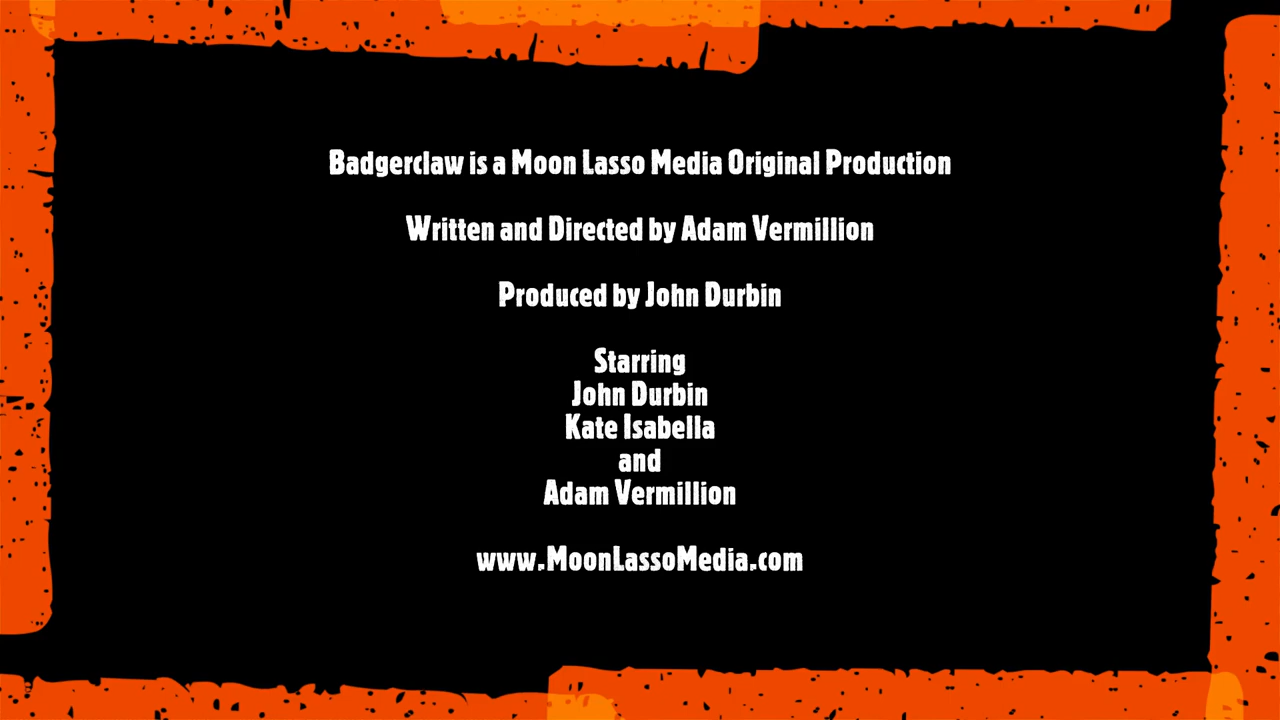 Badgerclaw is a Moon Lasso Media Original Production
Written and Directed by Adam Vermillion
Produced by John Durbin
Starring
John Durbin
Kate Isabella
and
Adam Vermillion
www.MoonLassoMedia.com